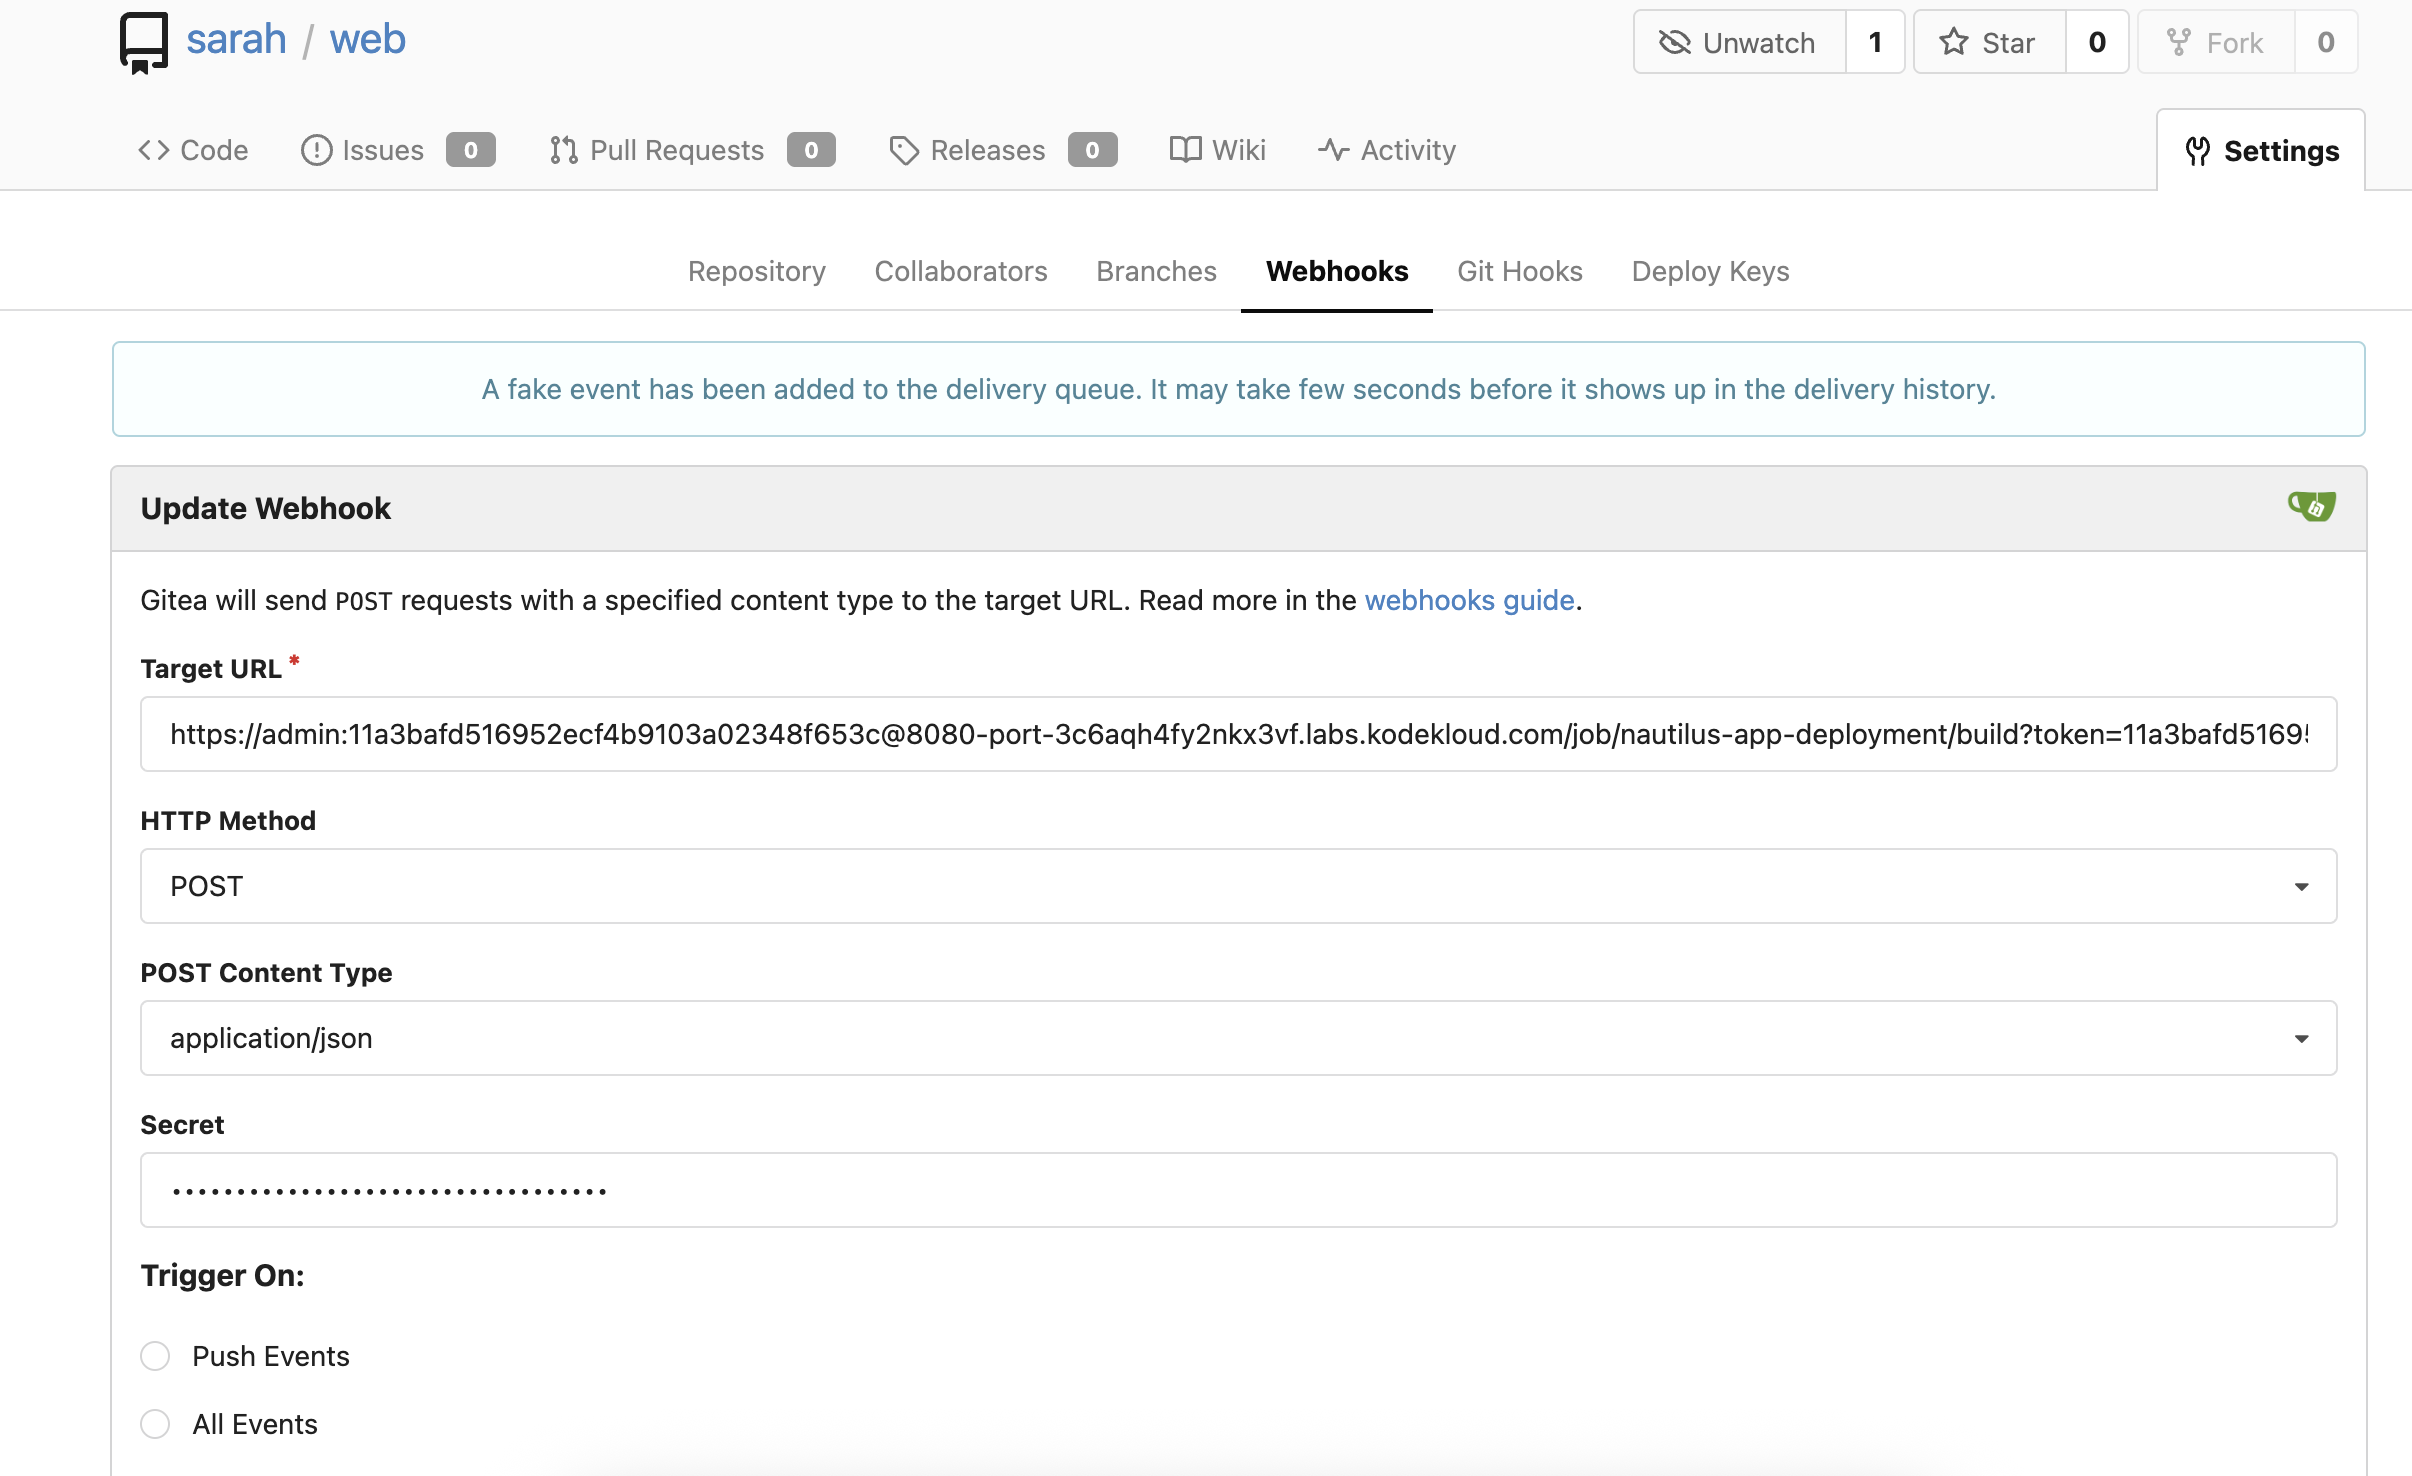 sarah / web
Unwatch 1 Star 0 Fork 0
Code Issues 0 Pull Requests 0 Releases 0 Wiki Activity Settings
Repository Collaborators Branches Webhooks Git Hooks Deploy Keys
A fake event has been added to the delivery queue. It may take few seconds before it shows up in the delivery history.
Update Webhook
Gitea will send POST requests with a specified content type to the target URL. Read more in the webhooks guide.
Target URL *
https://admin:11a3bafd516952ecf4b9103a02348f653c@8080-port-3c6aqh4fy2nkx3vf.labs.kodekloud.com/job/nautilus-app-deployment/build?token=11a3bafd5169
HTTP Method
POST
POST Content Type
application/json
Secret
••••••••••••••••••••••••••••••••••
Trigger On:
Push Events
All Events